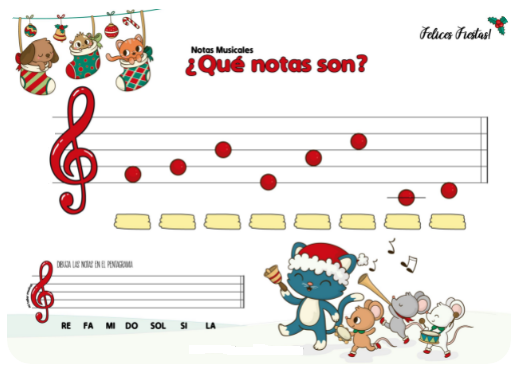 Felices Fiestas!
Notas Musicales
¿Qué notas son?
DIBUJA LAS NOTAS EN EL PENTAGRAMA
RE FA MI DO SOL SI LA